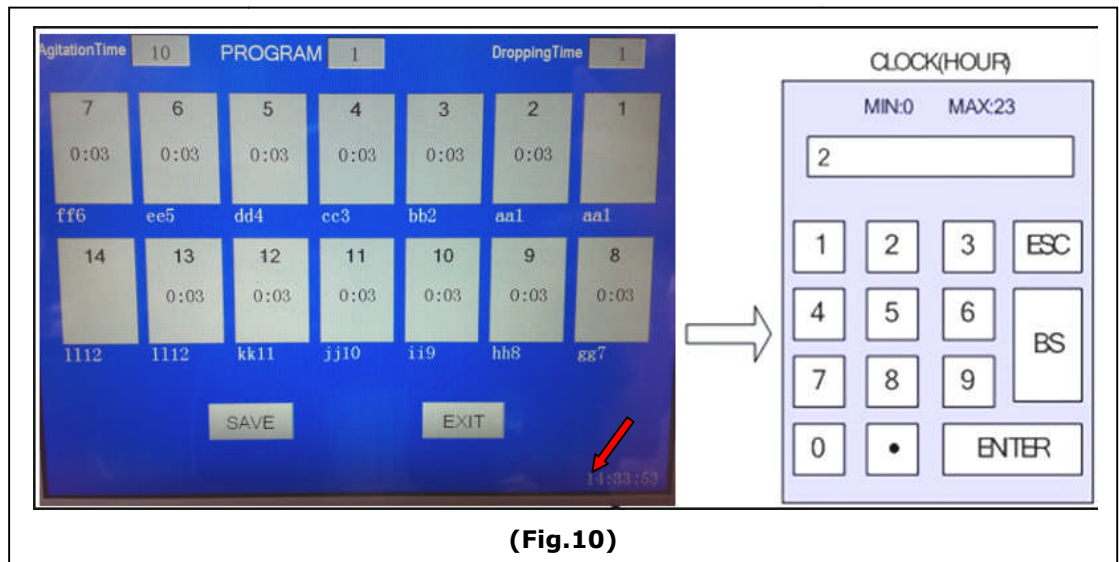 AgitationTime 10 PROGRAM 1 DroppingTime 1
7 6 5 4 3 2 1
0:03 0:03 0:03 0:03 0:03 0:03
ff6 ee5 dd4 cc3 bb2 aa1 aa1
14 13 12 11 10 9 8
0:03 0:03 0:03 0:03 0:03 0:03
ll12 ll12 kk11 jj10 ii9 hh8 gg7
SAVE EXIT
14:33:53
CLOCK(HOUR)
MIN:0 MAX:23
2
1 2 3 ESC
4 5 6 BS
7 8 9
0 • ENTER
(Fig.10)